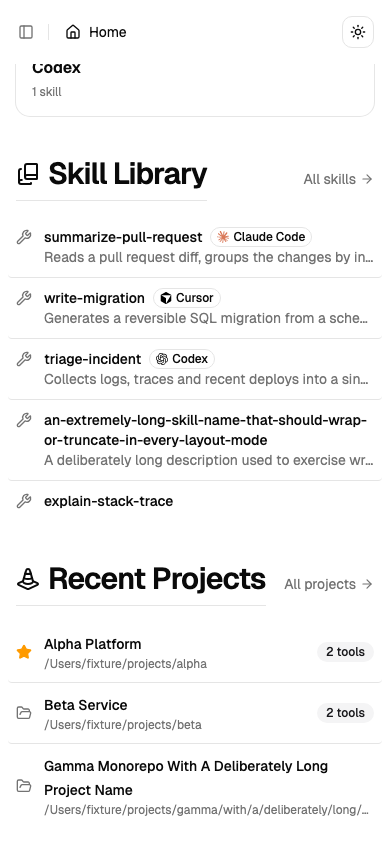 Home
Codex
1 skill
Skill Library
All skills →
summarize-pull-request Claude Code
Reads a pull request diff, groups the changes by in...
write-migration Cursor
Generates a reversible SQL migration from a sche...
triage-incident Codex
Collects logs, traces and recent deploys into a sin...
an-extremely-long-skill-name-that-should-wrap-
or-truncate-in-every-layout-mode
A deliberately long description used to exercise wr...
explain-stack-trace
Recent Projects
All projects →
Alpha Platform
/Users/fixture/projects/alpha
2 tools
Beta Service
/Users/fixture/projects/beta
2 tools
Gamma Monorepo With A Deliberately Long
Project Name
/Users/fixture/projects/gamma/with/a/deliberately/long/...